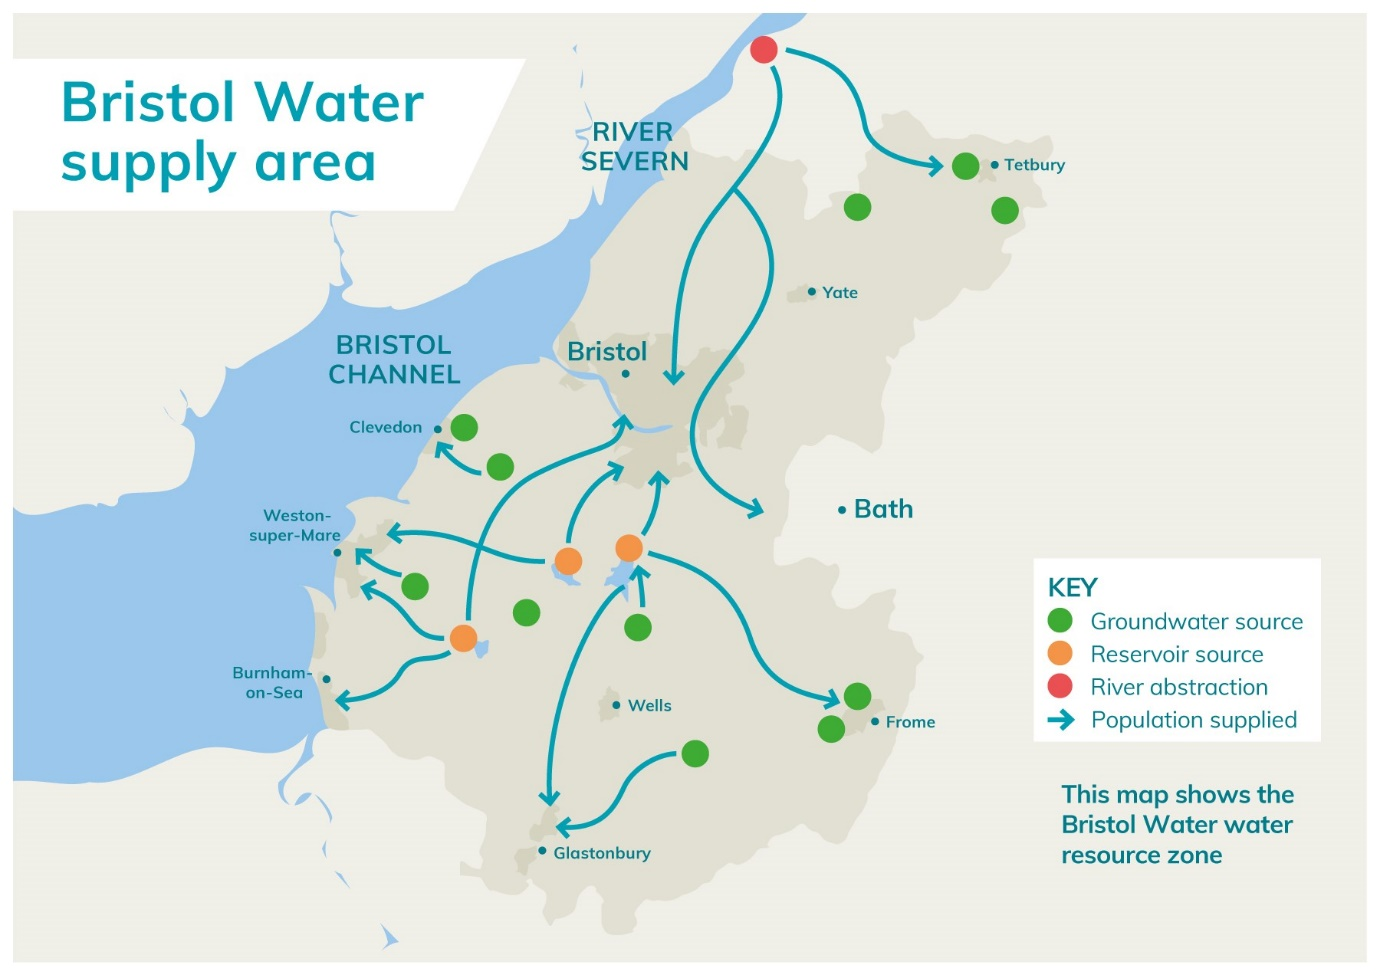 Bristol Water
supply area
RIVER
SEVERN
Tetbury
Yate
BRISTOL
CHANNEL
Bristol
Clevedon
Weston-
super-Mare
Bath
Burnham-
on-Sea
Wells
Frome
Glastonbury
KEY
Groundwater source
Reservoir source
River abstraction
Population supplied
This map shows the
Bristol Water water
resource zone